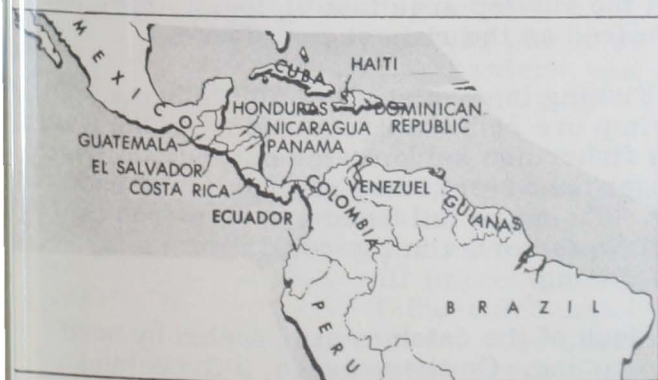 MEXICO
CUBA
HAITI
HONDURAS
DOMINICAN
REPUBLIC
NICARAGUA
PANAMA
GUATEMALA
EL SALVADOR
COSTA RICA
ECUADOR
COLOMBIA
VENEZUEL
GUIANAS
BRAZIL
PERU